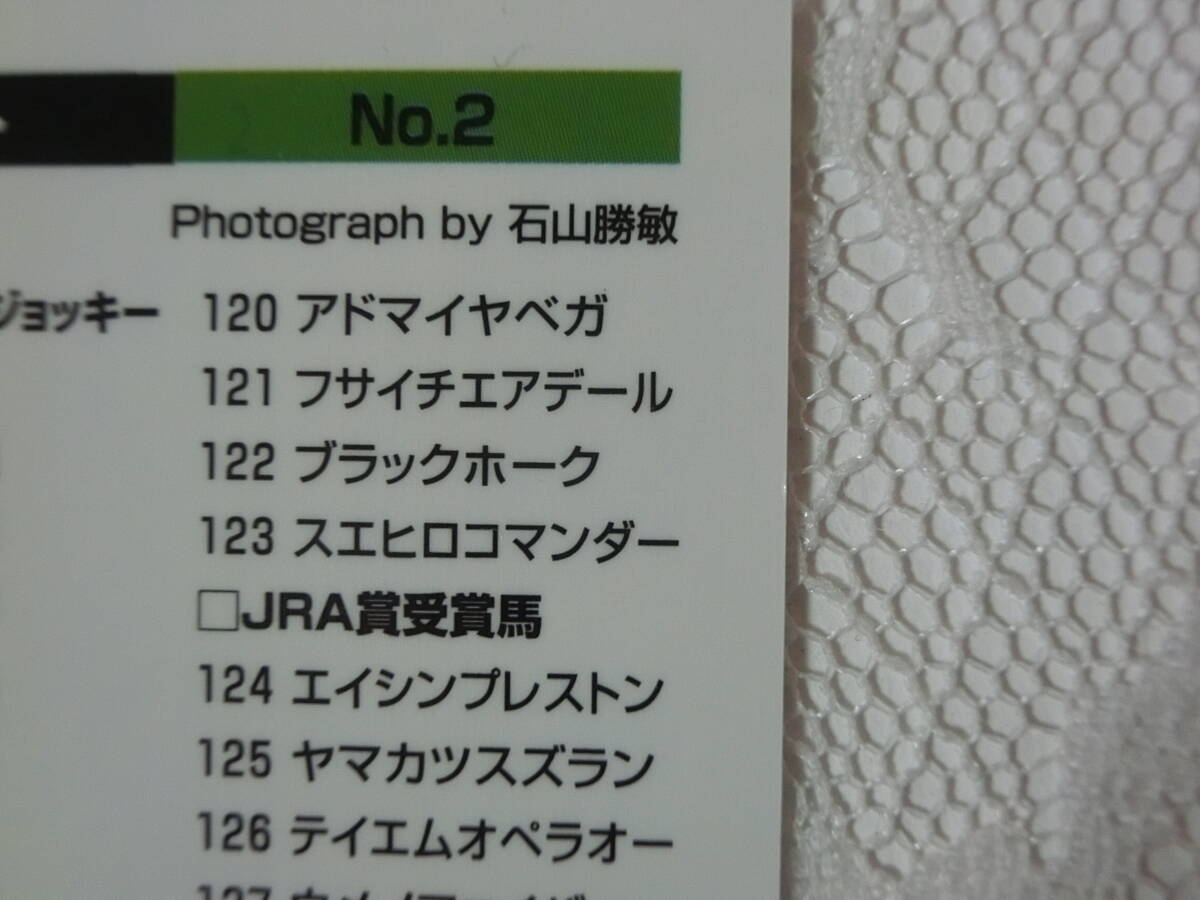 No.2
Photograph by 石山勝敏
ジョッキー
120 アドマイヤベガ
121 フサイチエアデール
122 ブラックホーク
123 スエヒロコマンダー
□JRA賞受賞馬
124 エイシンプレストン
125 ヤマカツスズラン
126 テイエムオペラオー
127